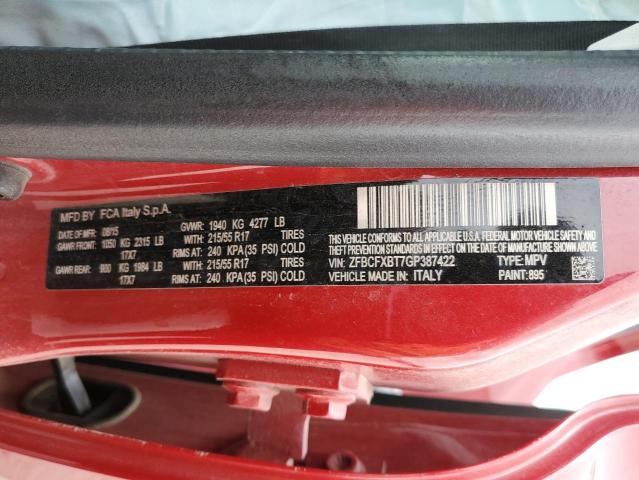 MFD BY FCA Italy S.p.A.
DATE OF MFR: 08/15 GVWR: 1940 KG 4277 LB
GAWR FRONT: 1050 KG 2315 LB WITH: 215/55 R17 TIRES
17X7 RIMS AT: 240 KPA(35 PSI) COLD
GAWR REAR: 900 KG 1984 LB WITH: 215/55 R17 TIRES
17X7 RIMS AT: 240 KPA (35 PSI) COLD
THIS VEHICLE CONFORMS TO ALL APPLICABLE U.S.A. FEDERAL MOTOR VEHICLE SAFETY
AND THEFT PREVENTION STANDARDS IN EFFECT ON THE DATE OF MANUFACTURE SHOWN ABOVE.
VIN: ZFBCFXBT7GP387422 TYPE: MPV
VEHICLE MADE IN: ITALY PAINT: 895